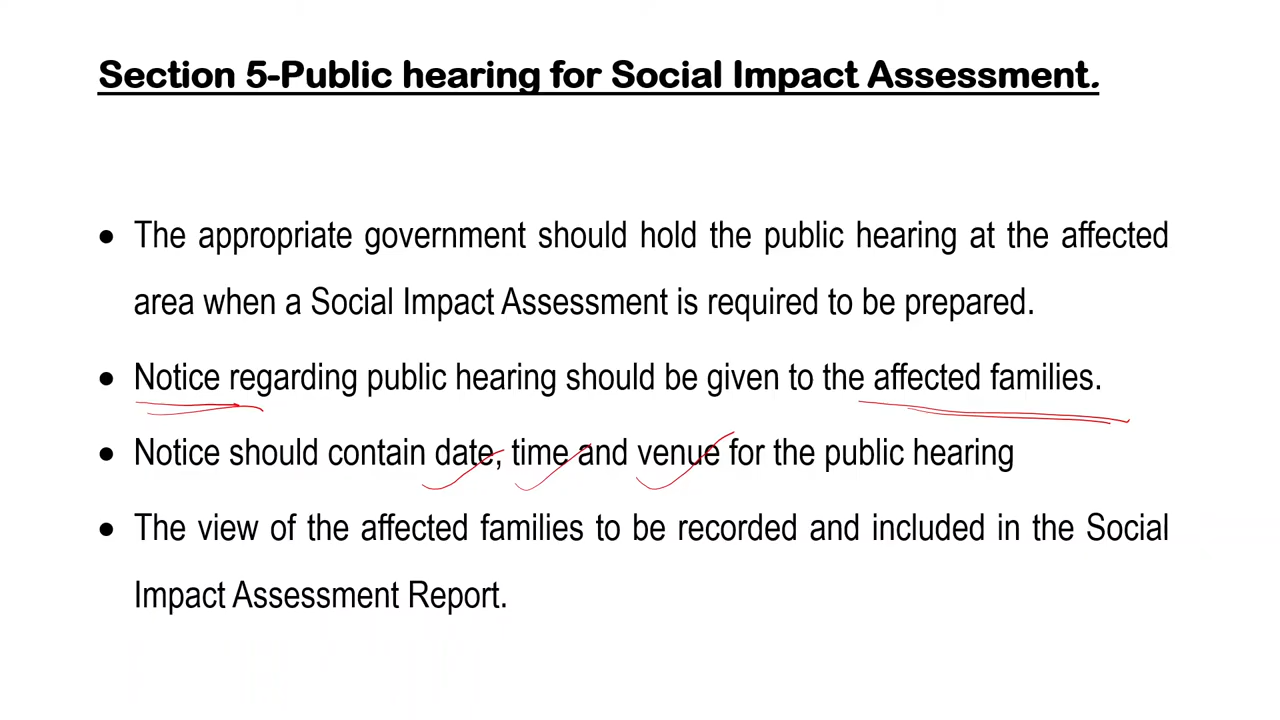 Section 5-Public hearing for Social Impact Assessment.
• The appropriate government should hold the public hearing at the affected
area when a Social Impact Assessment is required to be prepared.
• Notice regarding public hearing should be given to the affected families.
• Notice should contain date, time and venue for the public hearing
• The view of the affected families to be recorded and included in the Social
Impact Assessment Report.